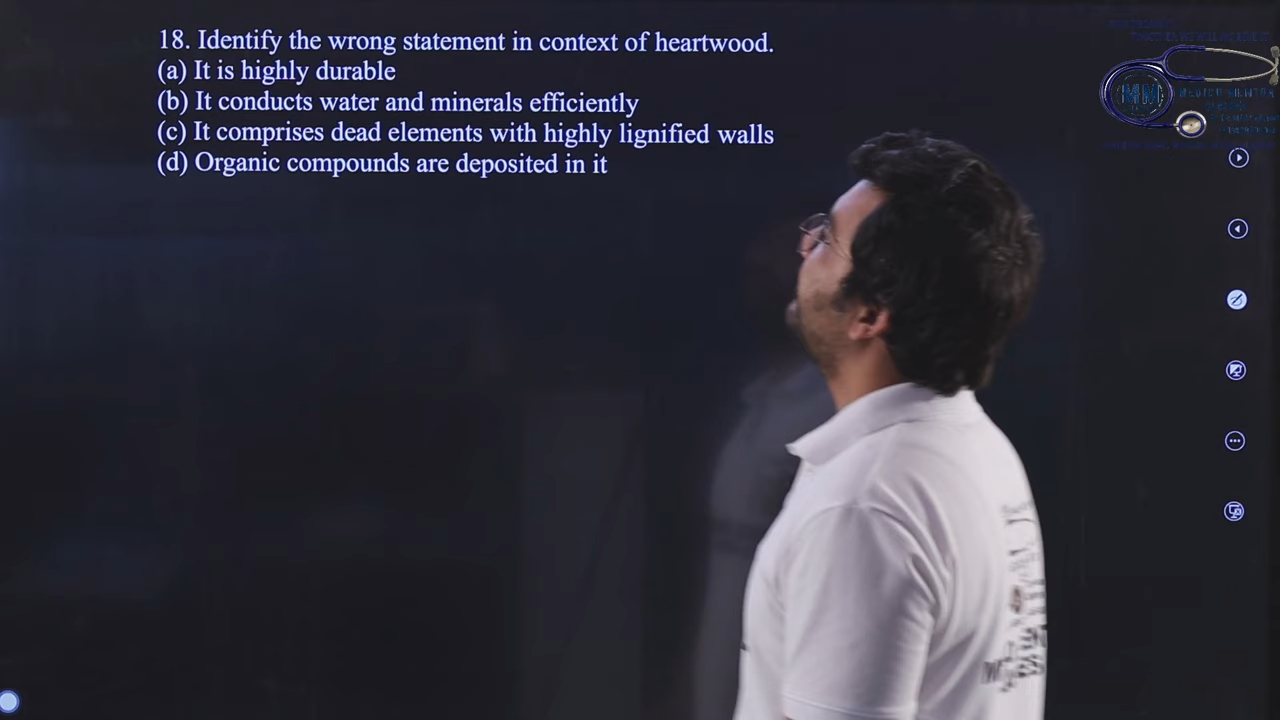 18. Identify the wrong statement in context of heartwood.
(a) It is highly durable
(b) It conducts water and minerals efficiently
(c) It comprises dead elements with highly lignified walls
(d) Organic compounds are deposited in it
MM